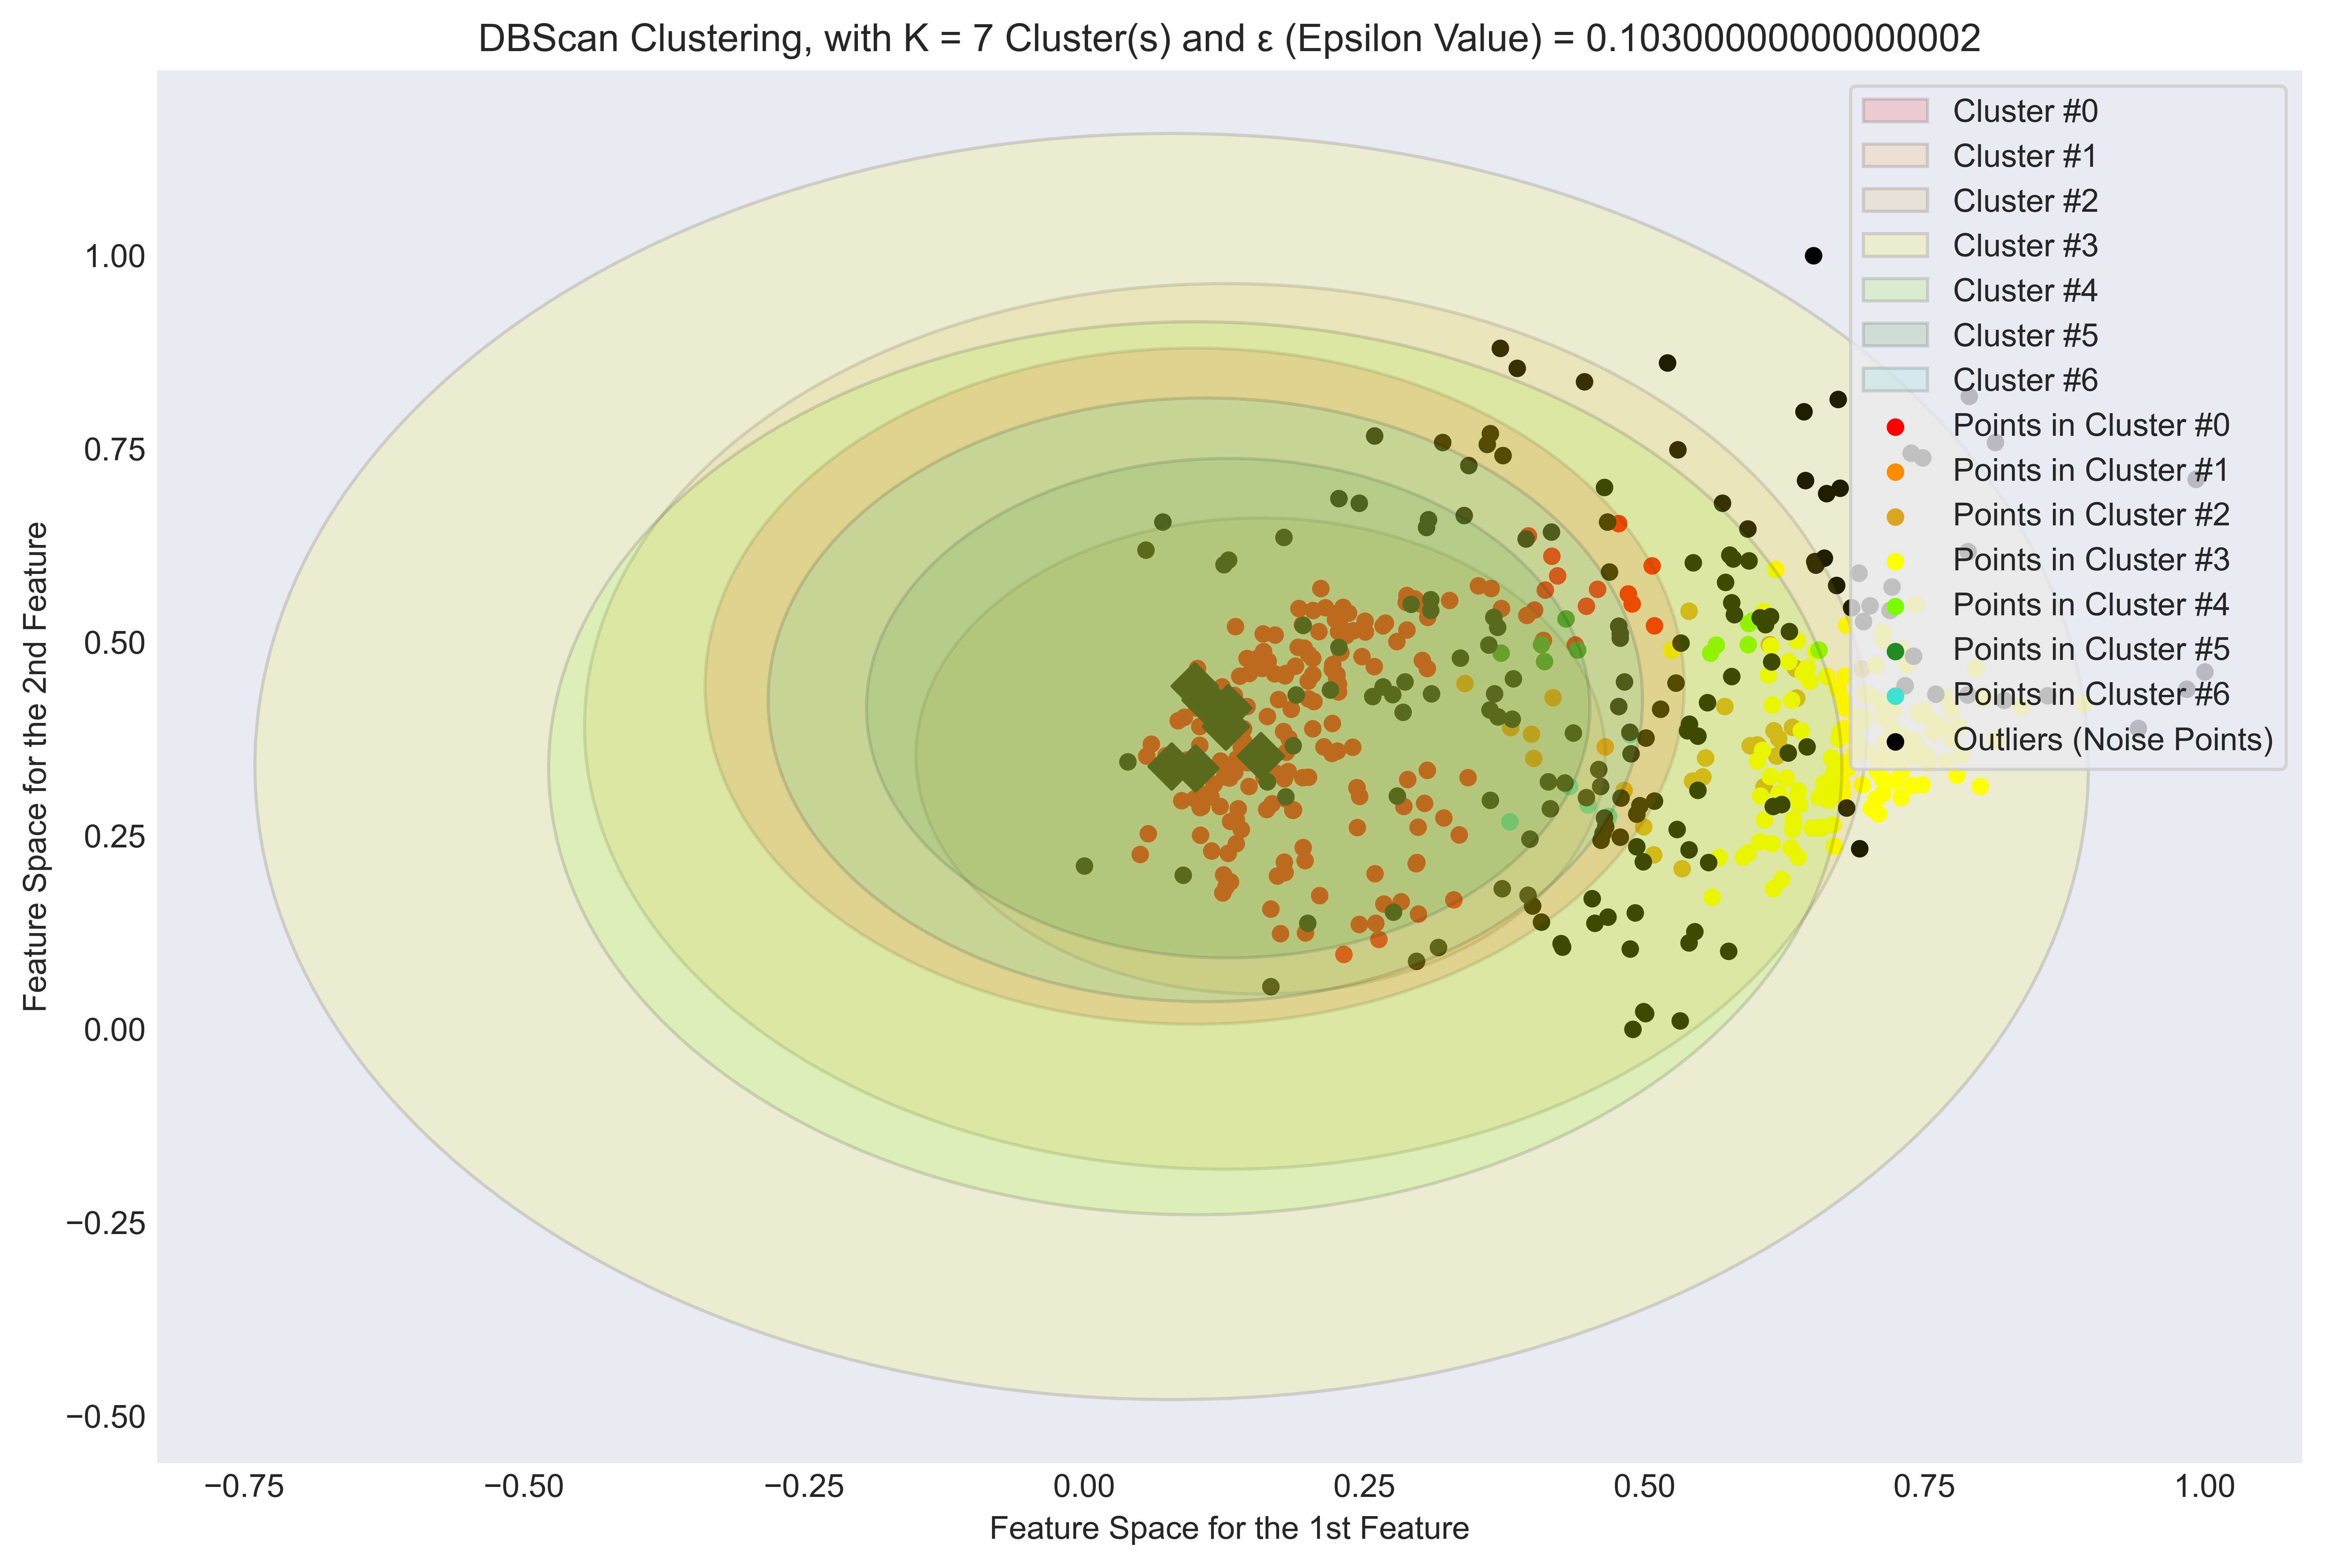 DBScan Clustering, with K = 7 Cluster(s) and ε (Epsilon Value) = 0.10300000000000002
Cluster #0
Cluster #1
Cluster #2
Cluster #3
Cluster #4
Cluster #5
Cluster #6
Points in Cluster #0
Points in Cluster #1
Points in Cluster #2
Points in Cluster #3
Points in Cluster #4
Points in Cluster #5
Points in Cluster #6
Outliers (Noise Points)
Feature Space for the 2nd Feature
1.00
0.75
0.50
0.25
0.00
−0.25
−0.50
−0.75
−0.50
−0.25
0.00
0.25
0.50
0.75
1.00
Feature Space for the 1st Feature